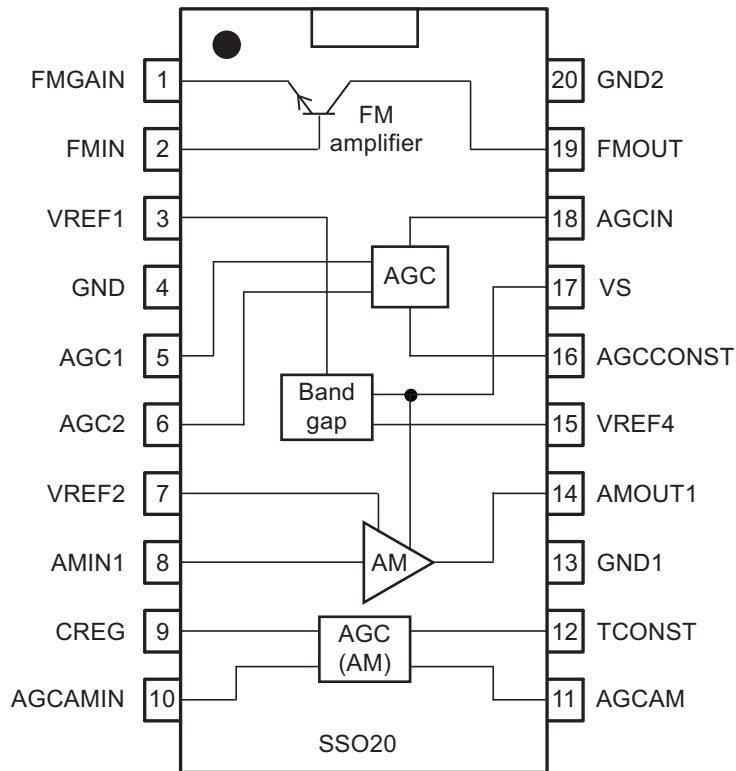 FMGAIN 1
FM
amplifier
20 GND2
FMIN 2
19 FMOUT
VREF1 3
18 AGCIN
GND 4
AGC
17 VS
AGC1 5
16 AGCCONST
AGC2 6
Band
gap
15 VREF4
VREF2 7
14 AMOUT1
AMIN1 8
AM
13 GND1
CREG 9
AGC
(AM)
12 TCONST
AGCAMIN 10
11 AGCAM
SSO20